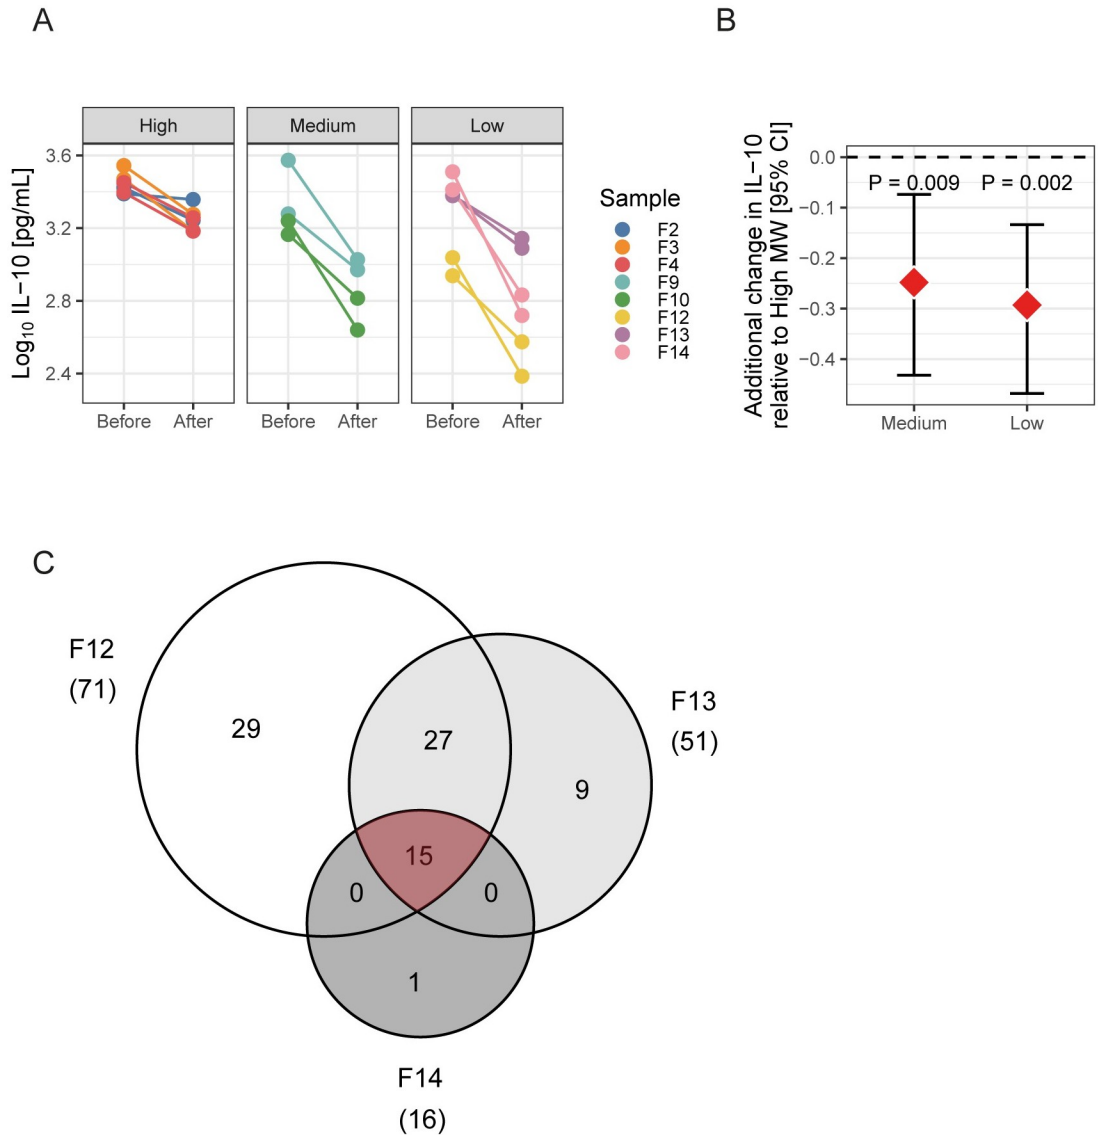 A
B
High
Medium
Low
3.6
3.2
2.8
2.4
Log10 IL−10 [pg/mL]
Before
After
Before
After
Before
After
Sample
F2
F3
F4
F9
F10
F12
F13
F14
Additional change in IL−10
relative to High MW [95% CI]
0.0
−0.1
−0.2
−0.3
−0.4
P = 0.009
P = 0.002
Medium
Low
C
F12
(71)
F13
(51)
29
27
9
15
0
0
1
F14
(16)